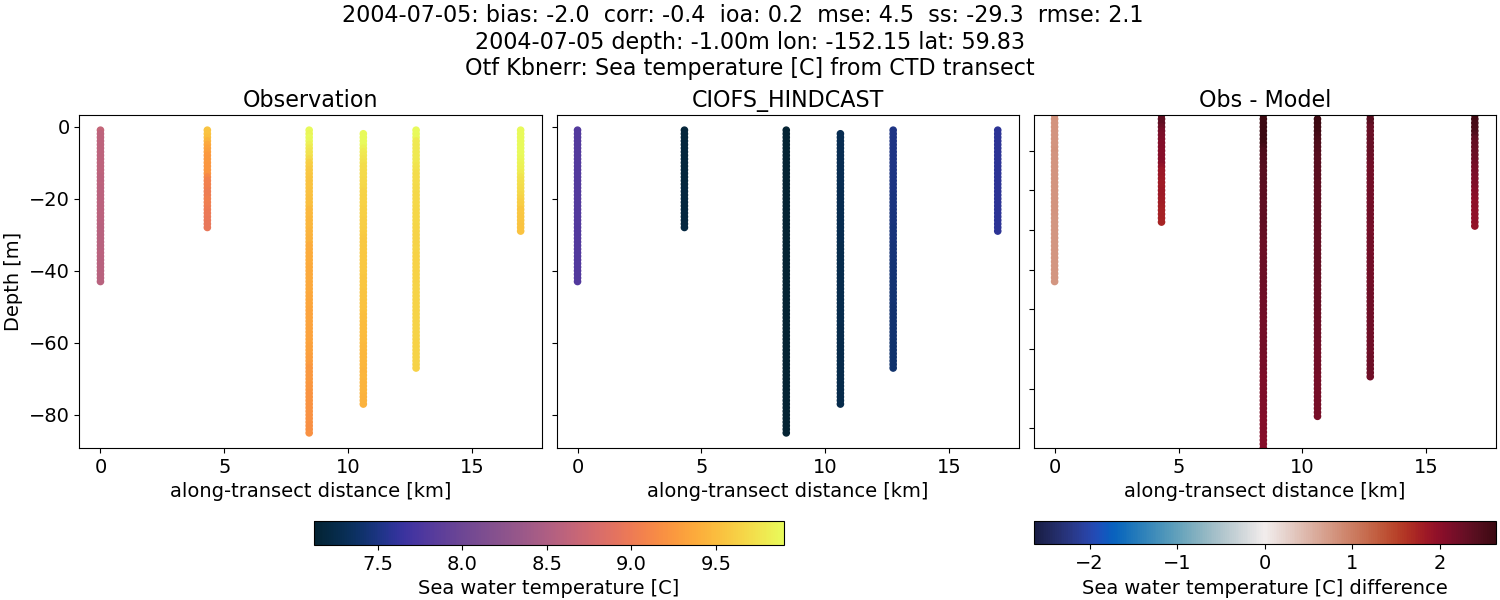 2004-07-05: bias: -2.0  corr: -0.4  ioa: 0.2  mse: 4.5  ss: -29.3  rmse: 2.1
2004-07-05 depth: -1.00m lon: -152.15 lat: 59.83
Otf Kbnerr: Sea temperature [C] from CTD transect
Observation
CIOFS_HINDCAST
Obs - Model
Depth [m]
0
−20
−40
−60
−80
0 5 10 15
0 5 10 15
0 5 10 15
along-transect distance [km]
along-transect distance [km]
along-transect distance [km]
7.5 8.0 8.5 9.0 9.5
Sea water temperature [C]
−2 −1 0 1 2
Sea water temperature [C] difference